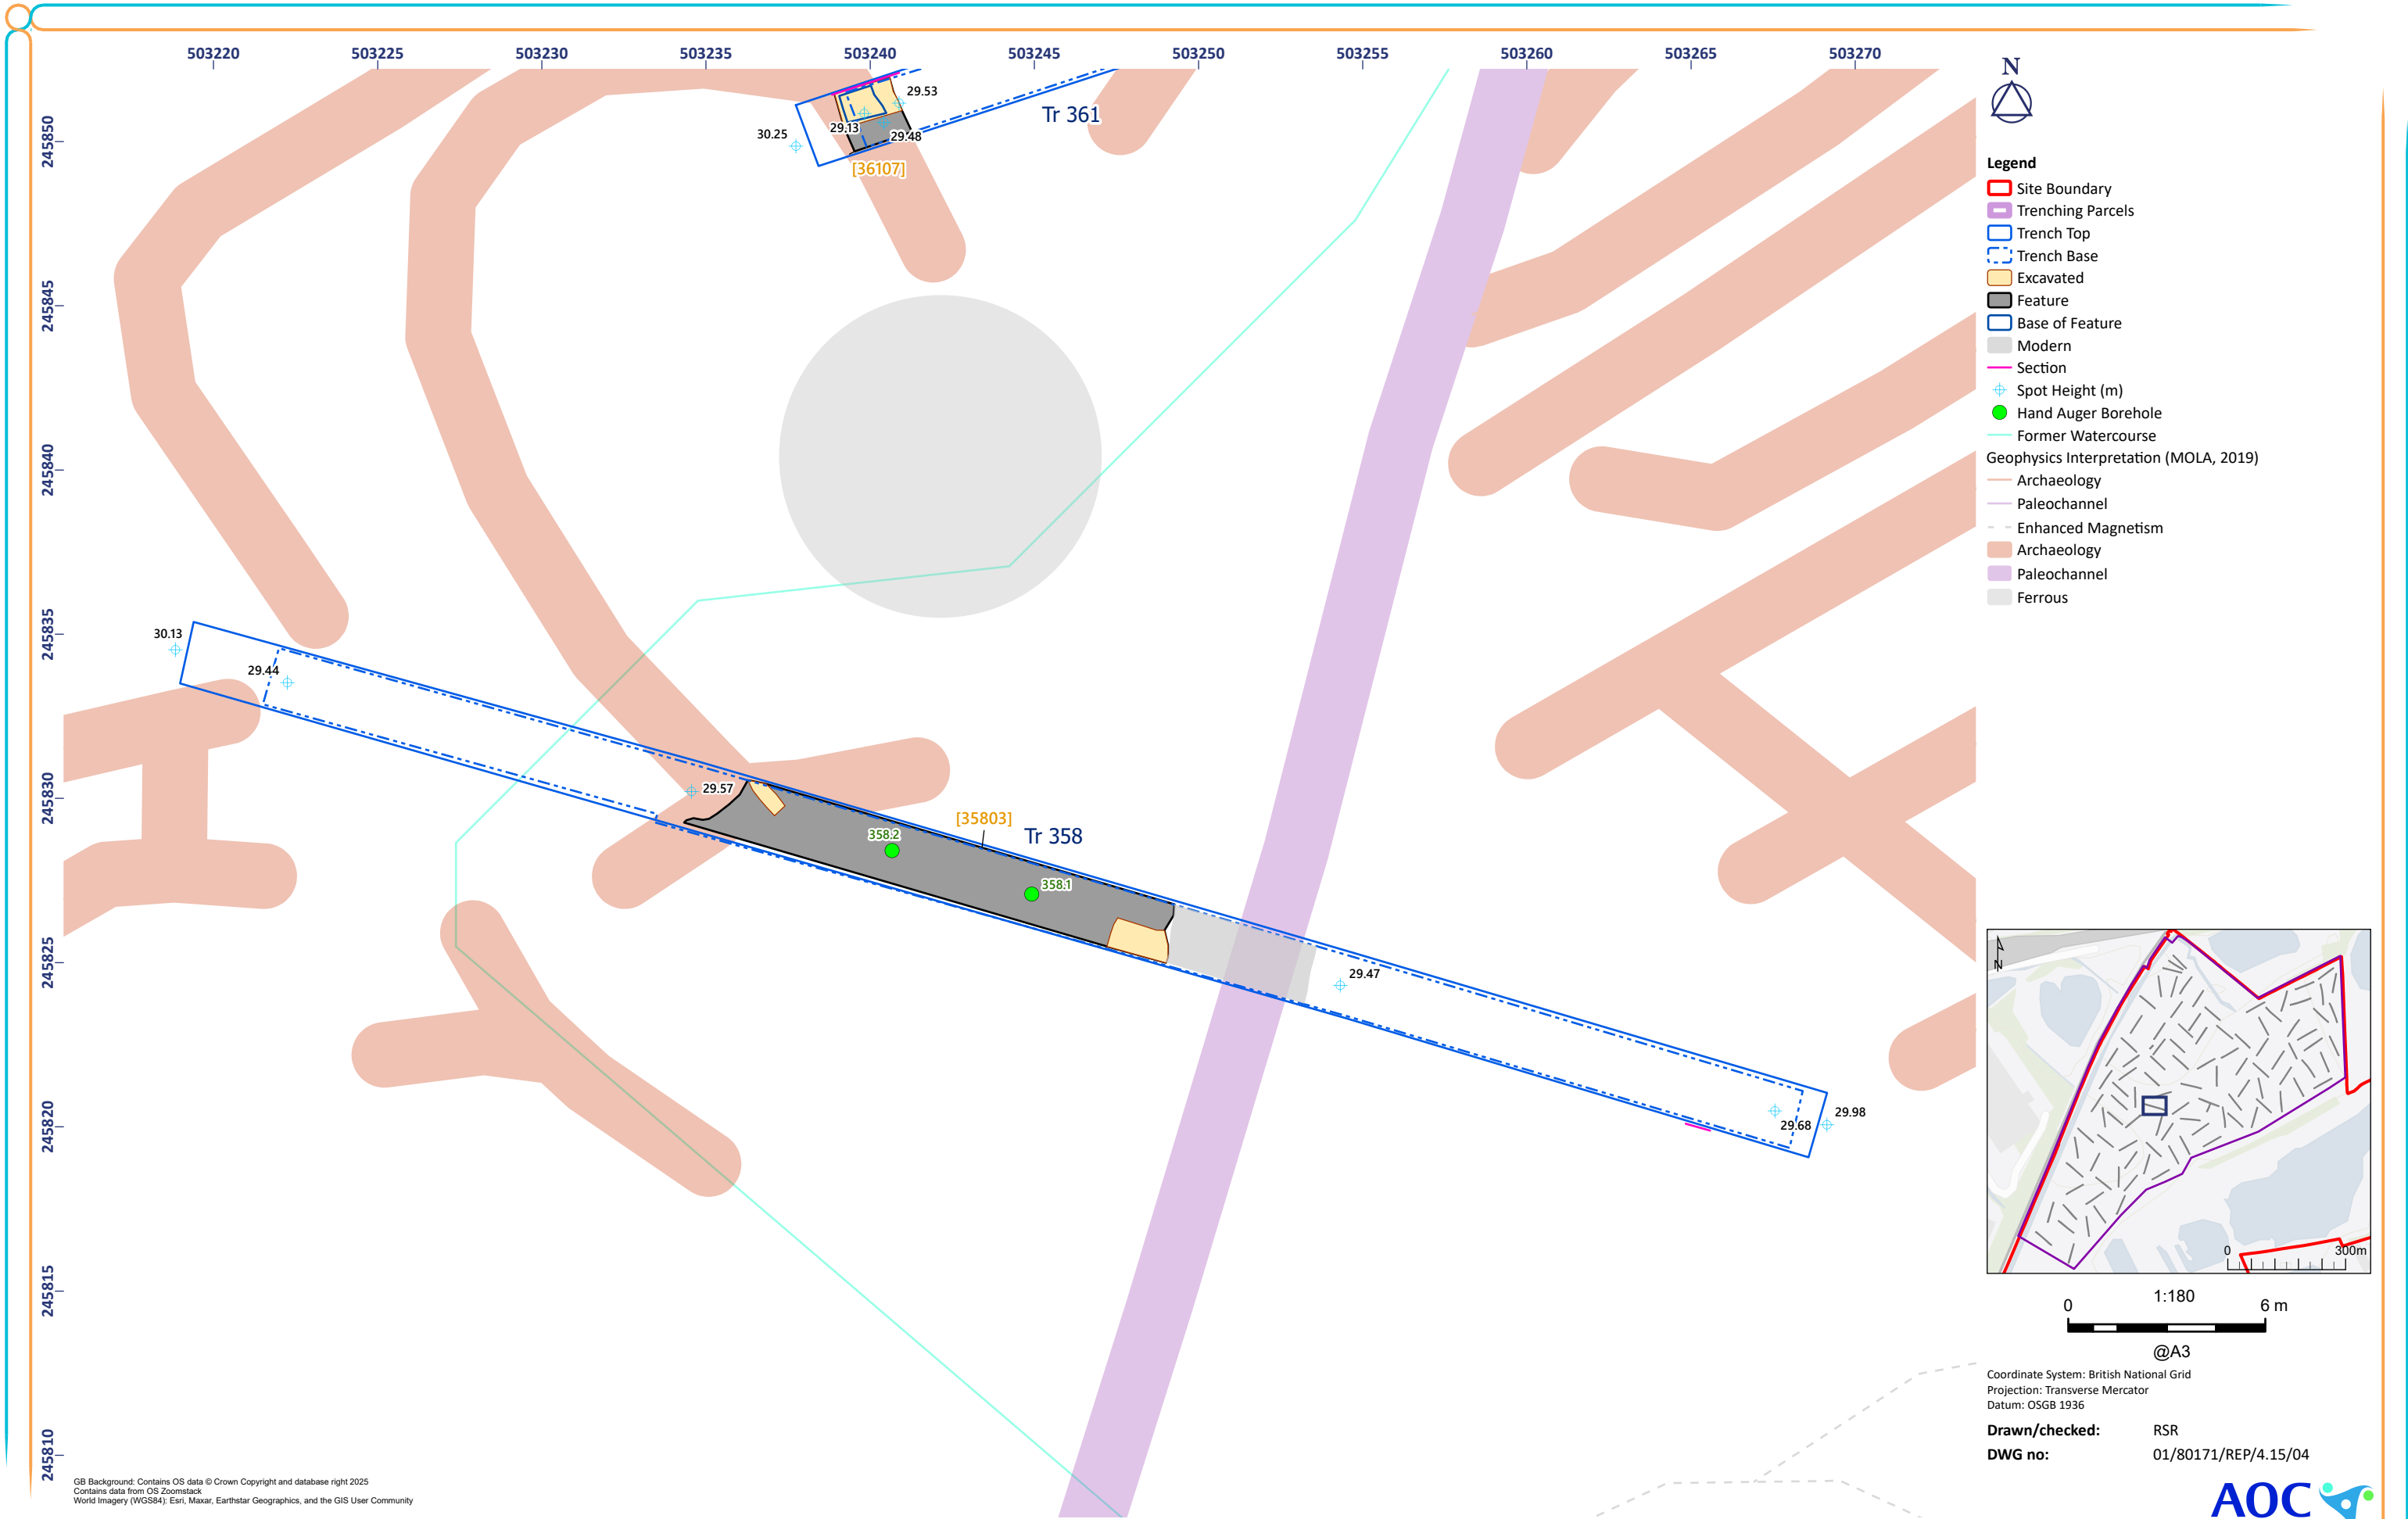 503220 503225 503230 503235 503240 503245 503250 503255 503260 503265 503270
245850
245845
245840
245835
245830
245825
245820
245815
245810
29.53
Tr 361
29.13
30.25
29.48
[36107]
30.13
29.44
29.57
[35803]
358.2
Tr 358
358.1
29.47
29.98
29.68
N
Legend
Site Boundary
Trenching Parcels
Trench Top
Trench Base
Excavated
Feature
Base of Feature
Modern
Section
Spot Height (m)
Hand Auger Borehole
Former Watercourse
Geophysics Interpretation (MOLA, 2019)
Archaeology
Paleochannel
Enhanced Magnetism
Archaeology
Paleochannel
Ferrous
N
0 300m
1:180
0 6 m
@A3
Coordinate System: British National Grid
Projection: Transverse Mercator
Datum: OSGB 1936
Drawn/checked: RSR
DWG no: 01/80171/REP/4.15/04
AOC
GB Background: Contains OS data © Crown Copyright and database right 2025
Contains data from OS Zoomstack
World Imagery (WGS84): Esri, Maxar, Earthstar Geographics, and the GIS User Community